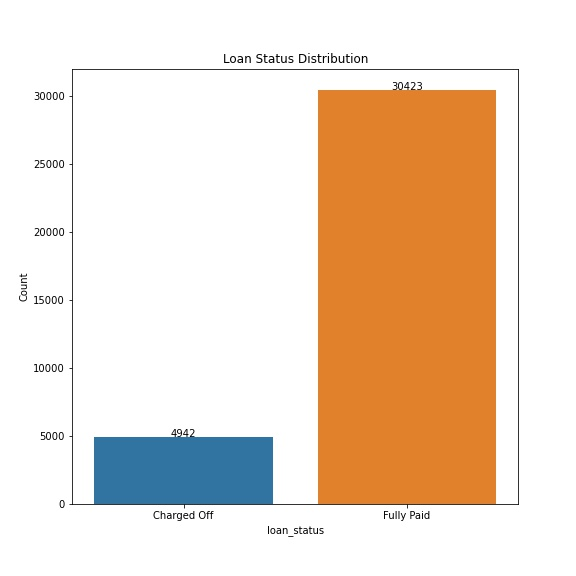 Loan Status Distribution
30000
25000
20000
15000
10000
5000
0
Count
30423
4942
Charged Off Fully Paid
loan_status